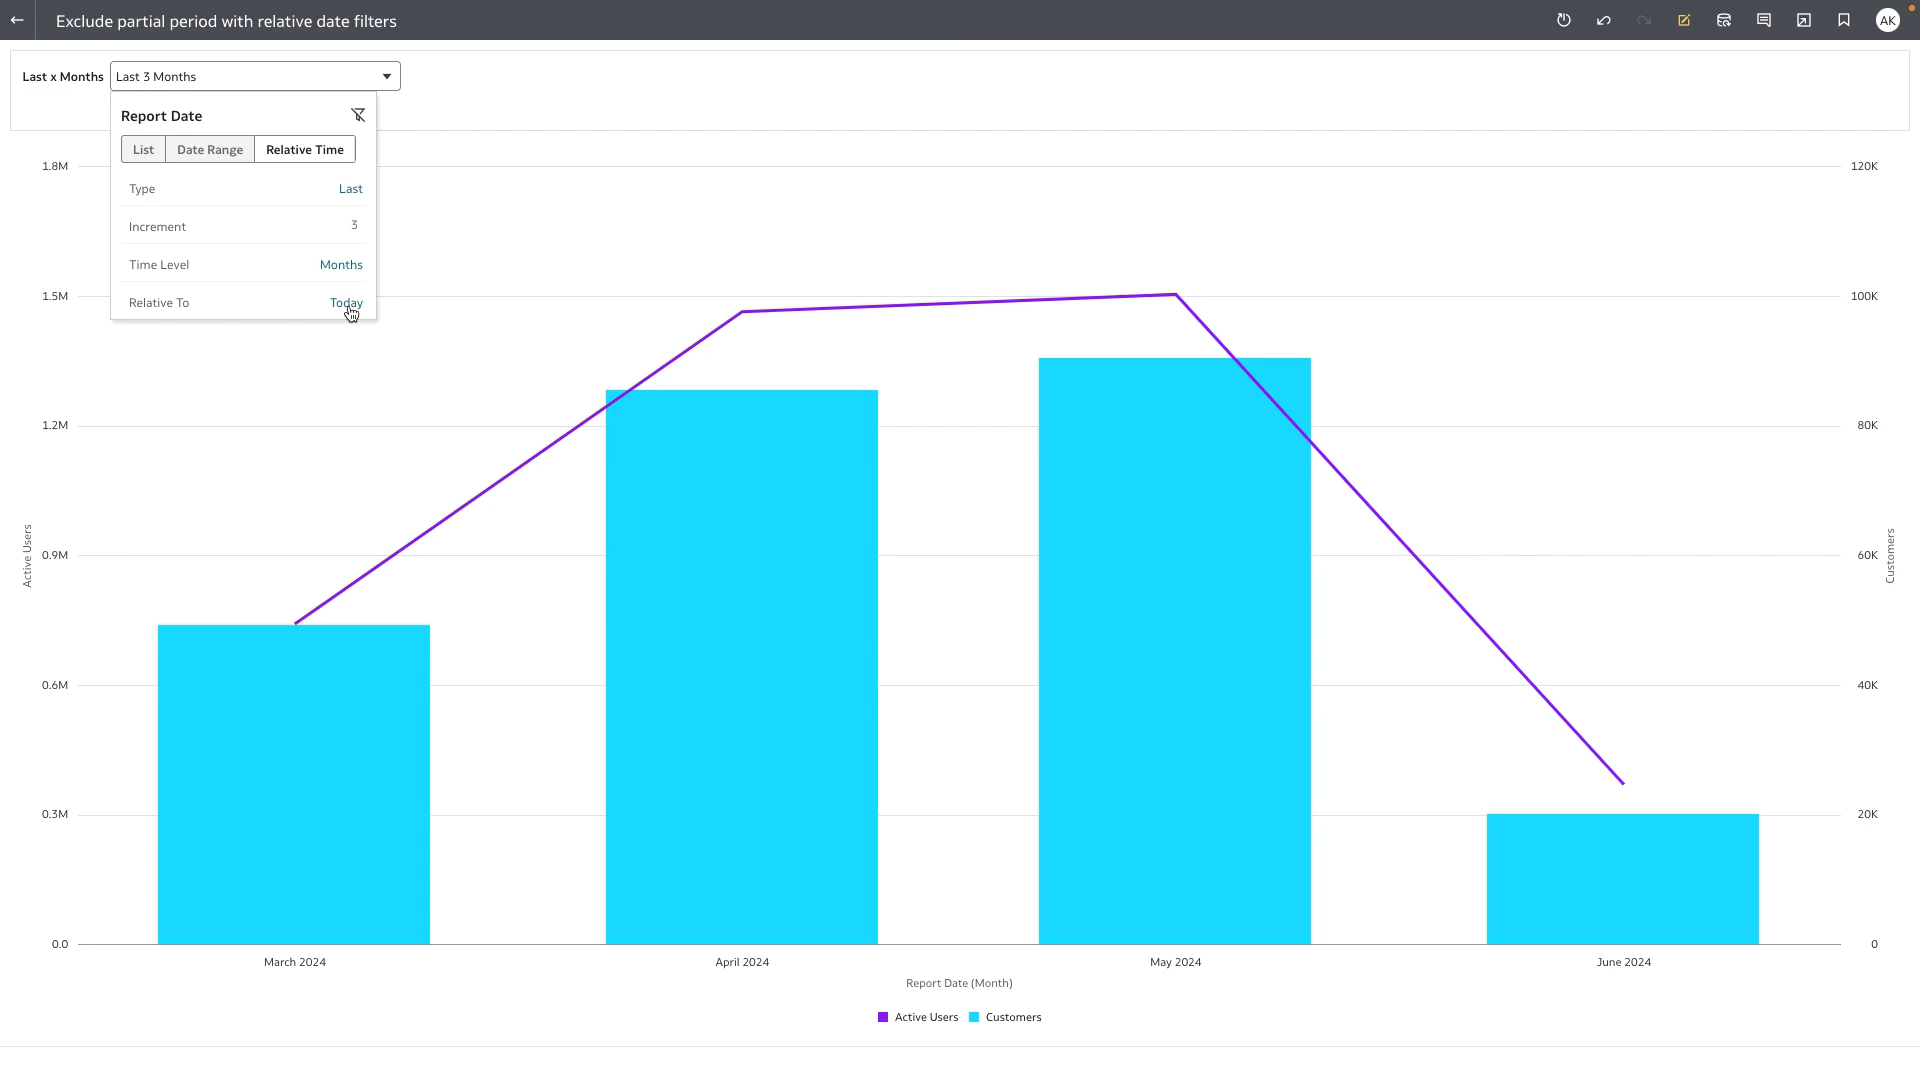 Exclude partial period with relative date filters
AK
Last x Months
Last 3 Months
Report Date
List
Date Range
Relative Time
Type
Last
Increment
3
Time Level
Months
Relative To
Today
1.8M
1.5M
1.2M
0.9M
0.6M
0.3M
0.0
Active Users
120K
100K
80K
60K
40K
20K
0
Customers
March 2024
April 2024
May 2024
June 2024
Report Date (Month)
Active Users
Customers